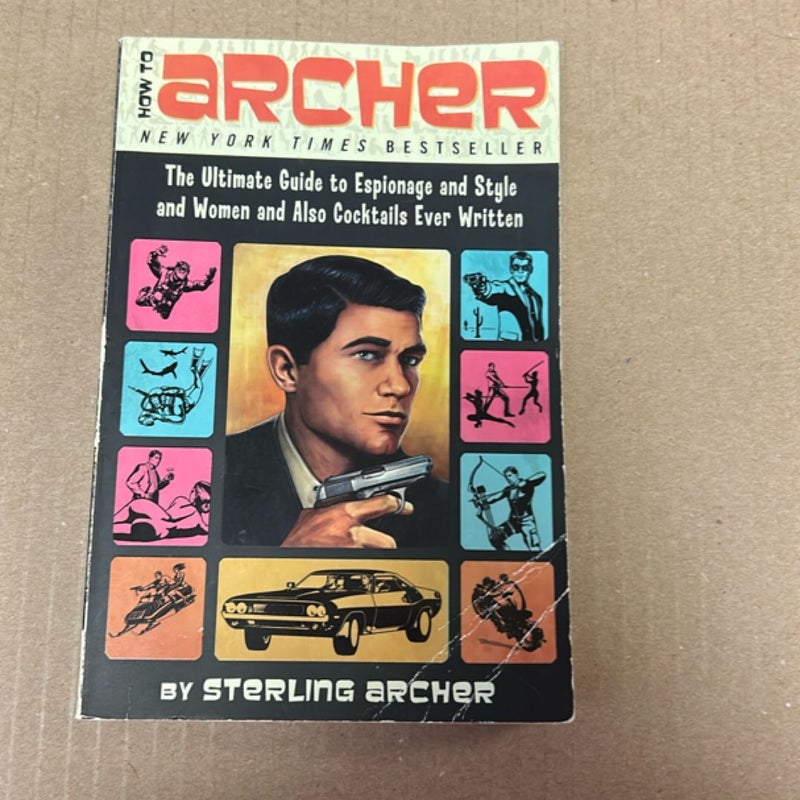 HOW TO
aRCHeR
NEW YORK TIMES BESTSELLER
The Ultimate Guide to Espionage and Style
and Women and Also Cocktails Ever Written
BY STeRLING aRCHeR